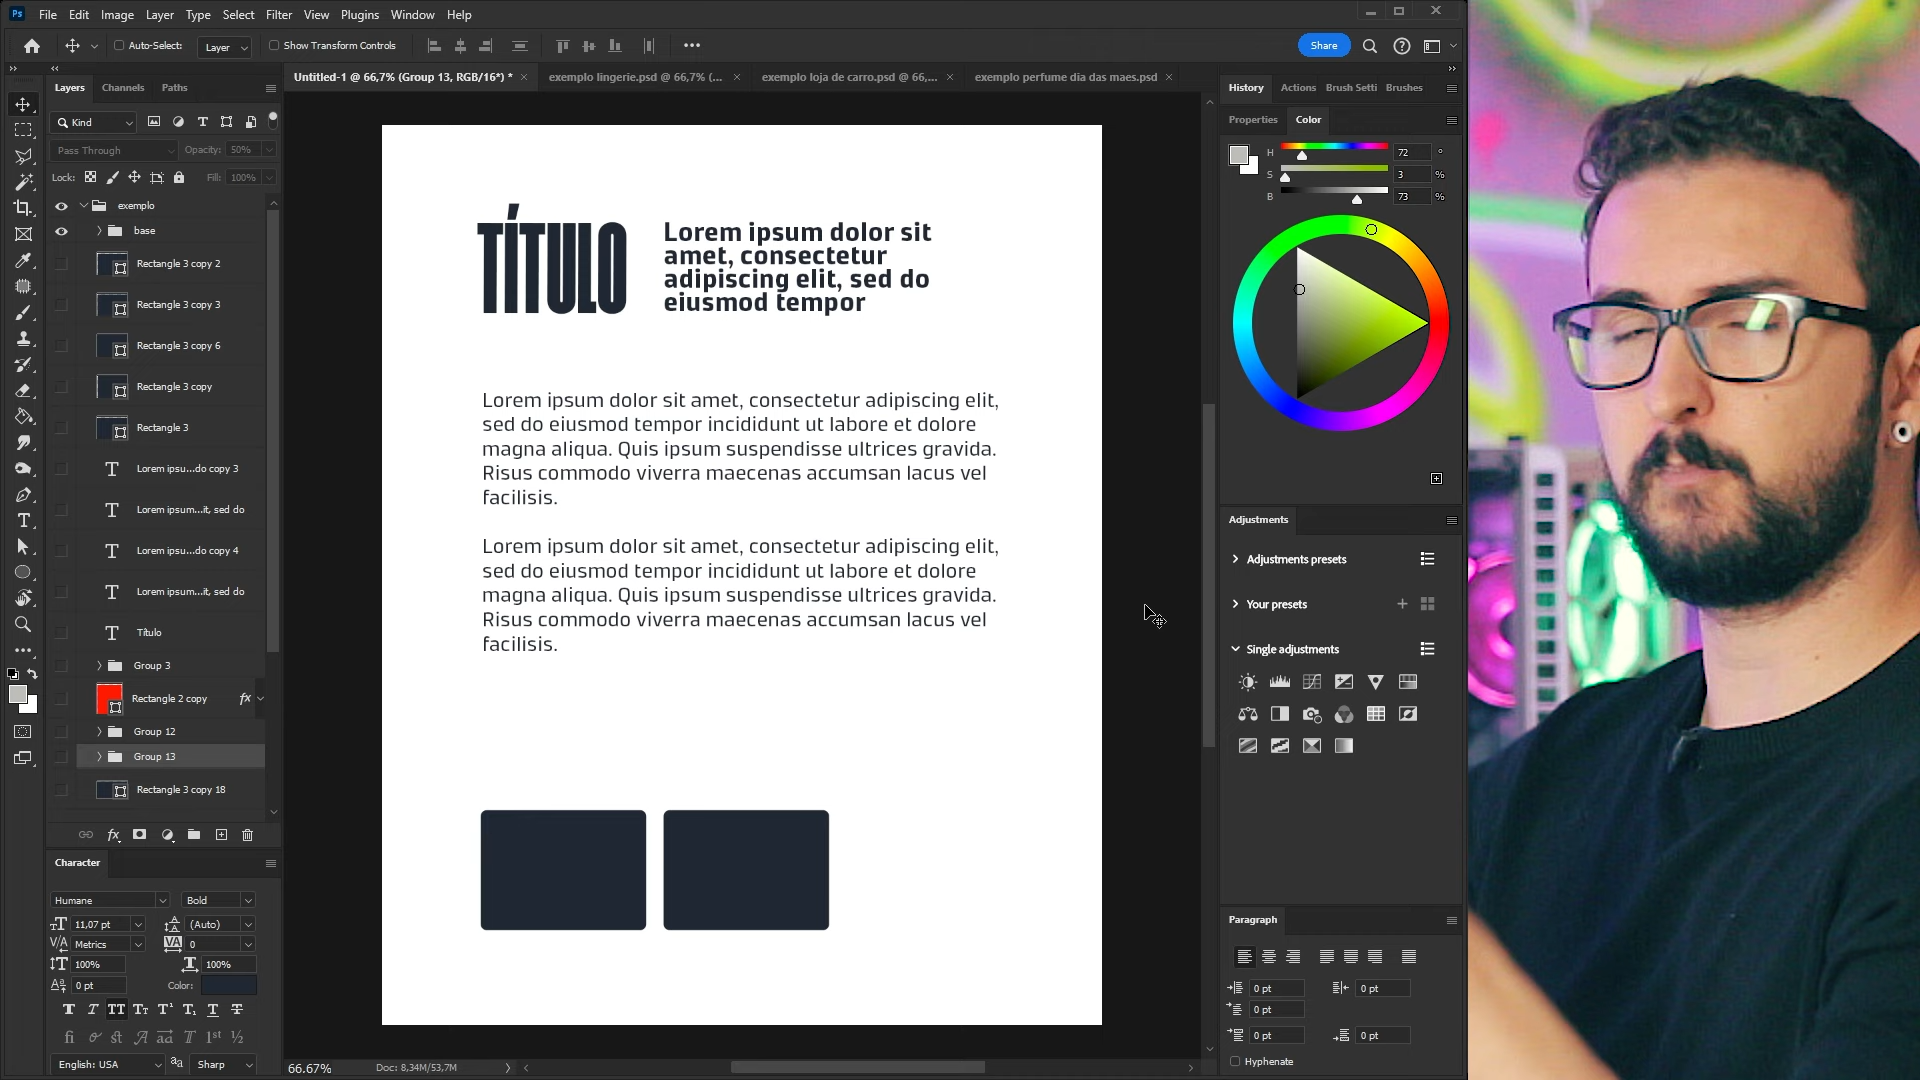 Ps File Edit Image Layer Type Select Filter View Plugins Window Help
Auto-Select: Layer Show Transform Controls Share
Untitled-1 @ 66,7% (Group 13, RGB/16*) * exemplo lingerie.psd @ 66,7% (... exemplo loja de carro.psd @ 66,... exemplo perfume dia das maes.psd
Layers Channels Paths
Kind
Pass Through Opacity: 50%
Lock: Fill: 100%
exemplo
base
Rectangle 3 copy 2
Rectangle 3 copy 3
Rectangle 3 copy 6
Rectangle 3 copy
Rectangle 3
Lorem ipsu...do copy 3
Lorem ipsum...it, sed do
Lorem ipsu...do copy 4
Lorem ipsum...it, sed do
Título
Group 3
Rectangle 2 copy fx
Group 12
Group 13
Rectangle 3 copy 18
fx
Character
Humane Bold
11,07 pt (Auto)
Metrics 0
100% 100%
0 pt Color:
English: USA Sharp
TÍTULO
Lorem ipsum dolor sit
amet, consectetur
adipiscing elit, sed do
eiusmod tempor
Lorem ipsum dolor sit amet, consectetur adipiscing elit,
sed do eiusmod tempor incididunt ut labore et dolore
magna aliqua. Quis ipsum suspendisse ultrices gravida.
Risus commodo viverra maecenas accumsan lacus vel
facilisis.
Lorem ipsum dolor sit amet, consectetur adipiscing elit,
sed do eiusmod tempor incididunt ut labore et dolore
magna aliqua. Quis ipsum suspendisse ultrices gravida.
Risus commodo viverra maecenas accumsan lacus vel
facilisis.
66.67% Doc: 8,34M/53,7M
History Actions Brush Setti Brushes
Properties Color
H 72 °
S 3 %
B 73 %
Adjustments
Adjustments presets
Your presets
Single adjustments
Paragraph
0 pt 0 pt
0 pt
0 pt 0 pt
Hyphenate